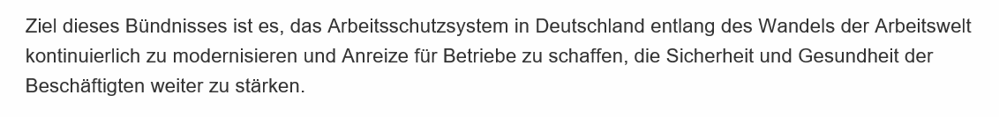 Ziel dieses Bündnisses ist es, das Arbeitsschutzsystem in Deutschland entlang des Wandels der Arbeitswelt
kontinuierlich zu modernisieren und Anreize für Betriebe zu schaffen, die Sicherheit und Gesundheit der
Beschäftigten weiter zu stärken.